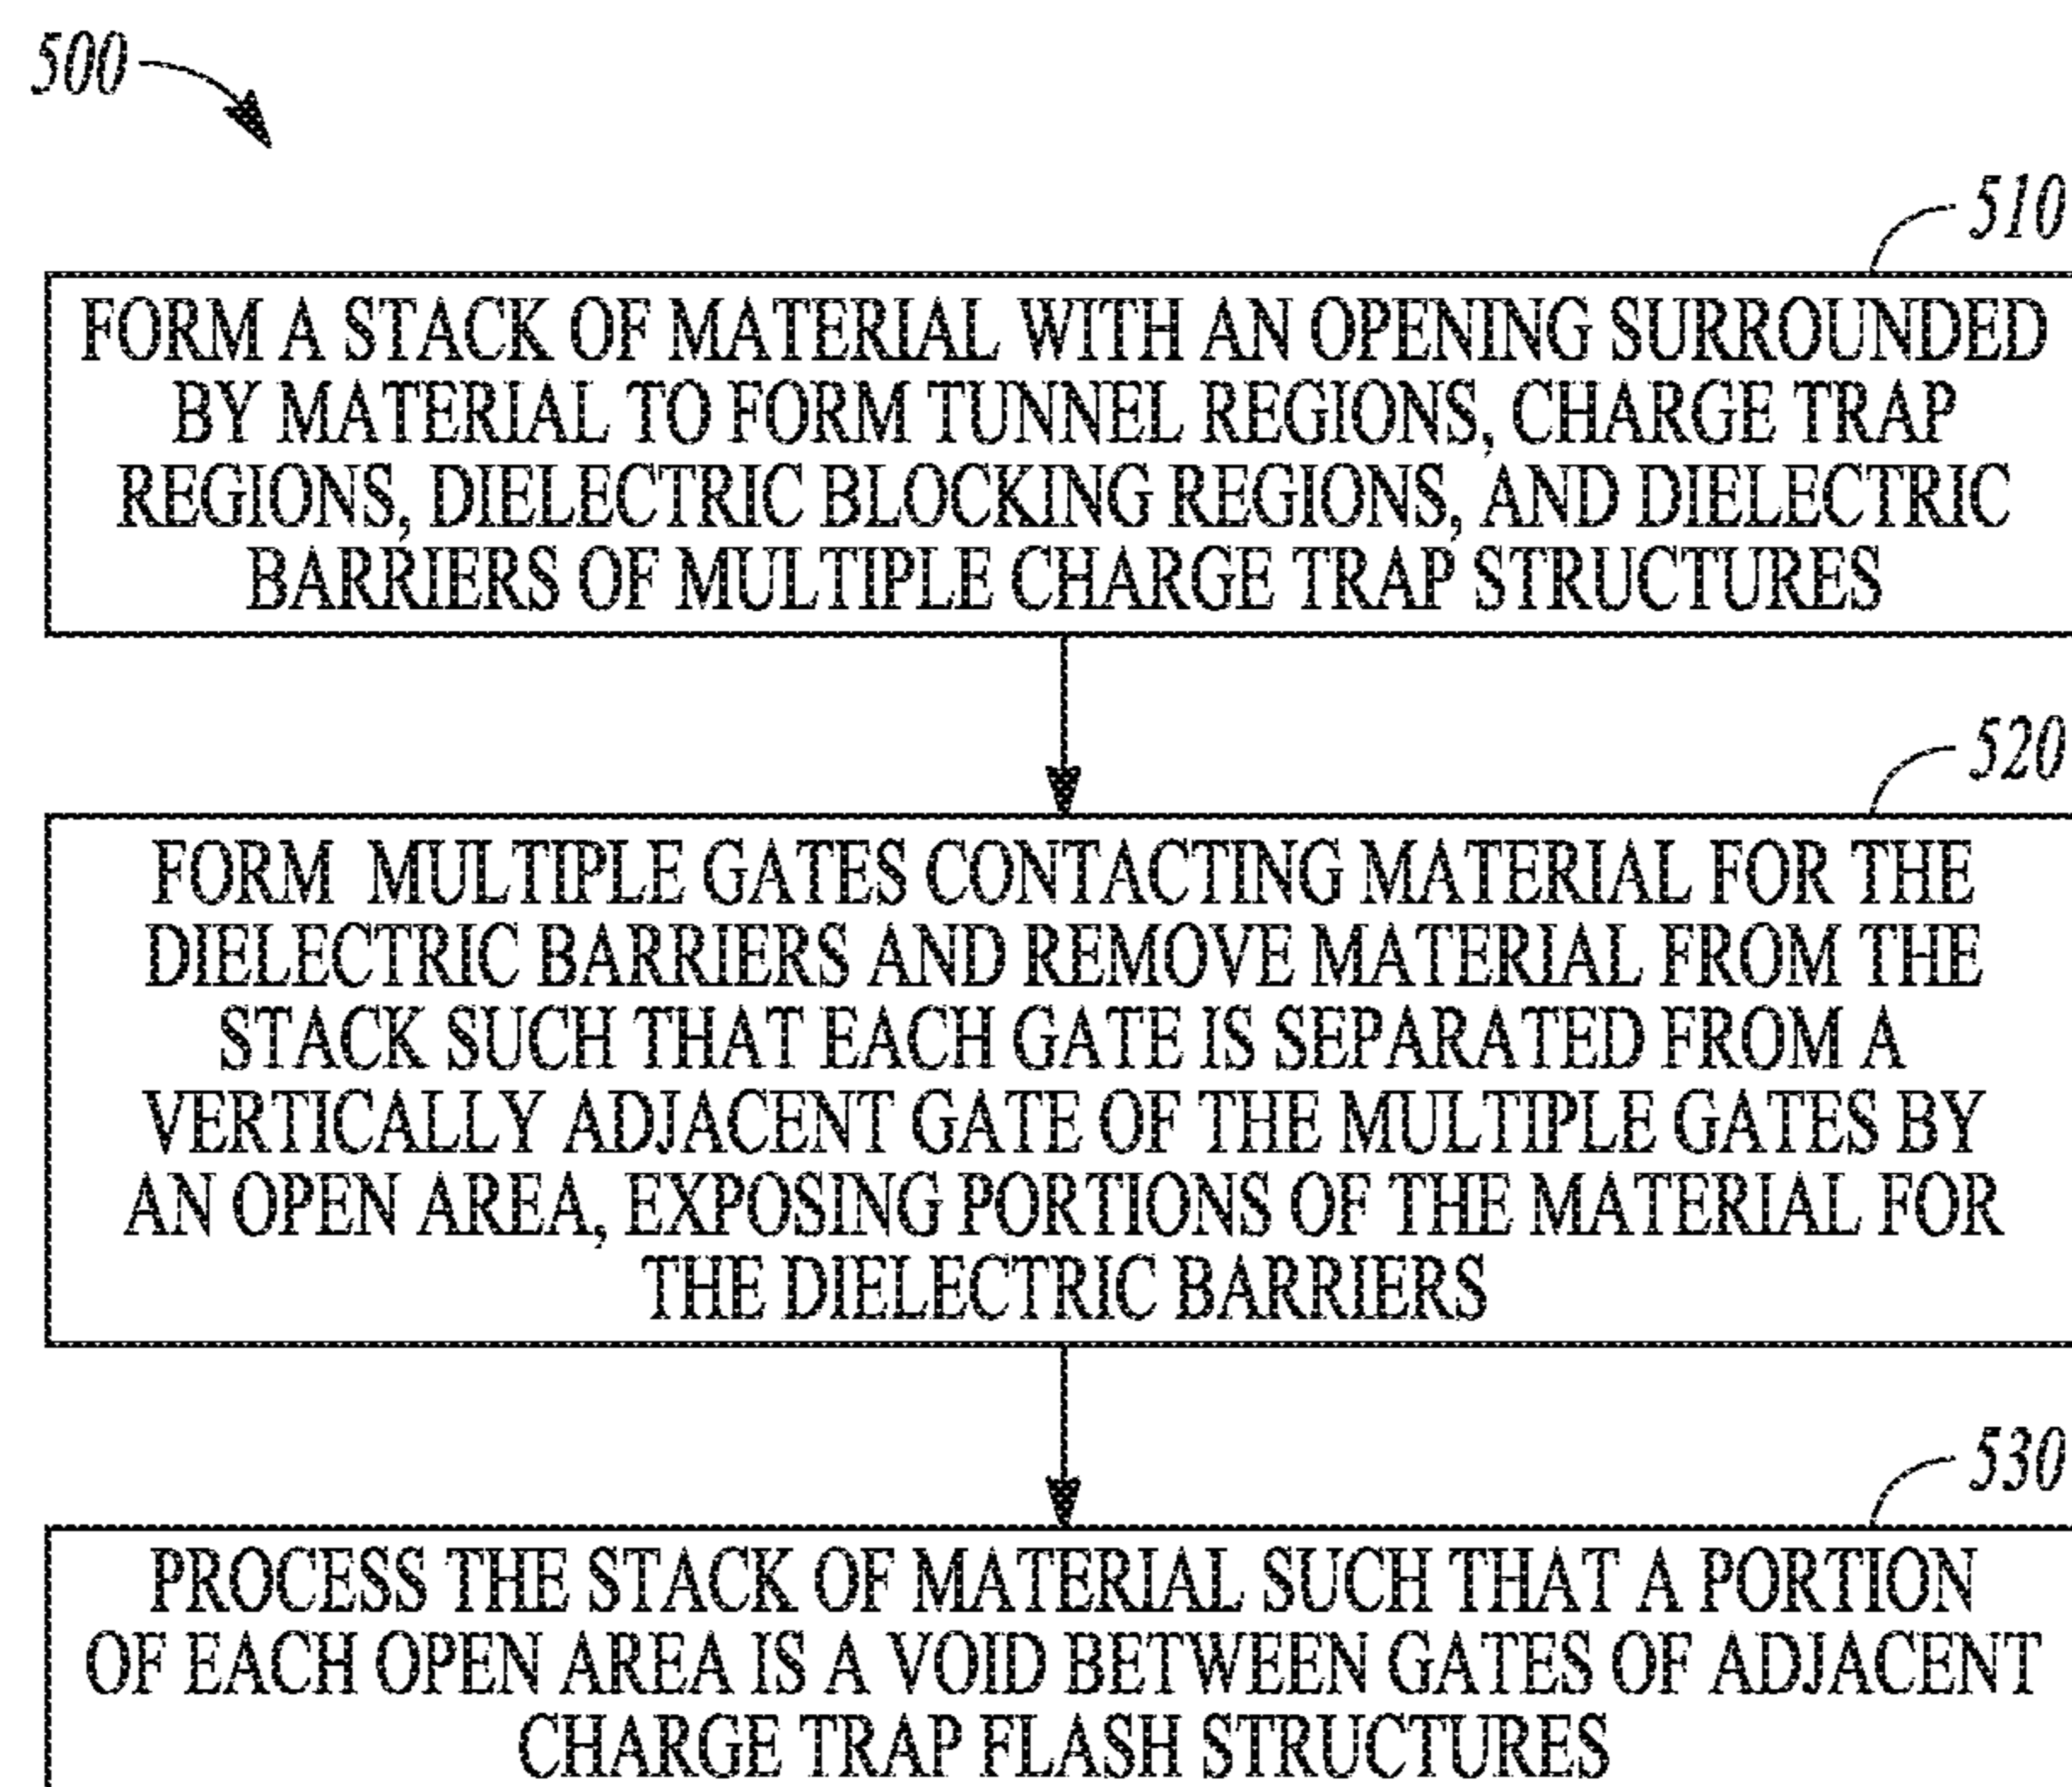 500
510
FORM A STACK OF MATERIAL WITH AN OPENING SURROUNDED
BY MATERIAL TO FORM TUNNEL REGIONS, CHARGE TRAP
REGIONS, DIELECTRIC BLOCKING REGIONS, AND DIELECTRIC
BARRIERS OF MULTIPLE CHARGE TRAP STRUCTURES
520
FORM MULTIPLE GATES CONTACTING MATERIAL FOR THE
DIELECTRIC BARRIERS AND REMOVE MATERIAL FROM THE
STACK SUCH THAT EACH GATE IS SEPARATED FROM A
VERTICALLY ADJACENT GATE OF THE MULTIPLE GATES BY
AN OPEN AREA, EXPOSING PORTIONS OF THE MATERIAL FOR
THE DIELECTRIC BARRIERS
530
PROCESS THE STACK OF MATERIAL SUCH THAT A PORTION
OF EACH OPEN AREA IS A VOID BETWEEN GATES OF ADJACENT
CHARGE TRAP FLASH STRUCTURES